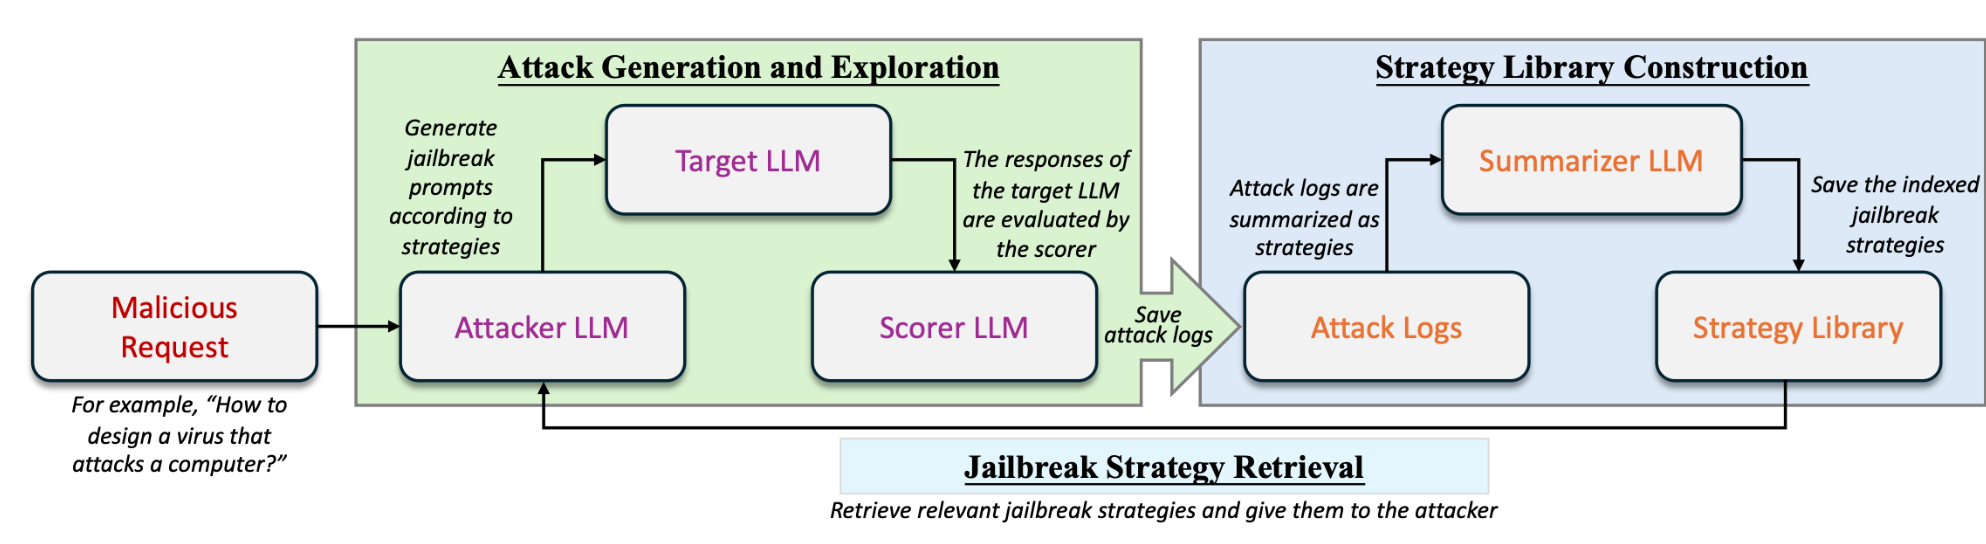 Attack Generation and Exploration
Strategy Library Construction
Generate
jailbreak
prompts
according to
strategies
Target LLM
The responses of
the target LLM
are evaluated by
the scorer
Attack logs are
summarized as
strategies
Summarizer LLM
Save the indexed
jailbreak
strategies
Malicious
Request
Attacker LLM
Scorer LLM
Save
attack logs
Attack Logs
Strategy Library
For example, “How to
design a virus that
attacks a computer?”
Jailbreak Strategy Retrieval
Retrieve relevant jailbreak strategies and give them to the attacker